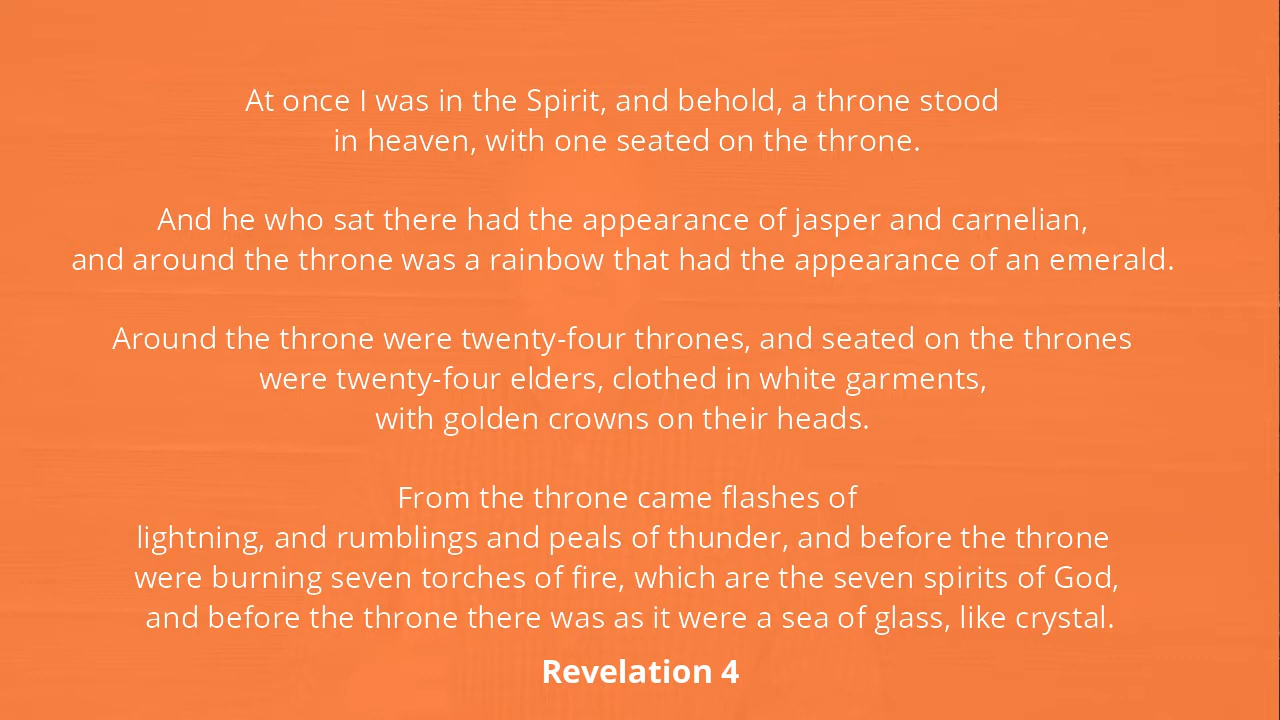 At once I was in the Spirit, and behold, a throne stood
in heaven, with one seated on the throne.
And he who sat there had the appearance of jasper and carnelian,
and around the throne was a rainbow that had the appearance of an emerald.
Around the throne were twenty-four thrones, and seated on the thrones
were twenty-four elders, clothed in white garments,
with golden crowns on their heads.
From the throne came flashes of
lightning, and rumblings and peals of thunder, and before the throne
were burning seven torches of fire, which are the seven spirits of God,
and before the throne there was as it were a sea of glass, like crystal.
Revelation 4